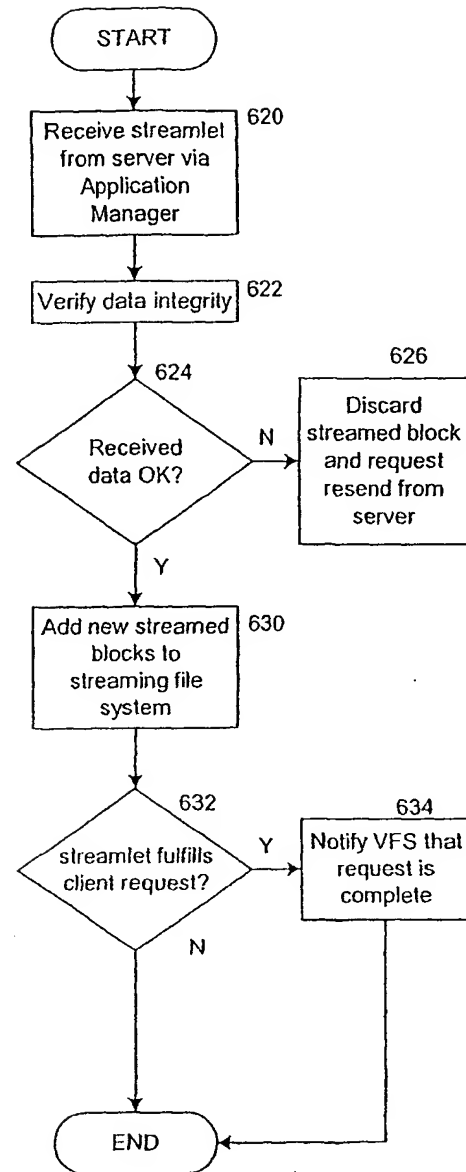 START
620
Receive streamlet
from server via
Application
Manager
Verify data integrity
622
624
626
Received
data OK?
N
Discard
streamed block
and request
resend from
server
Y
Add new streamed
blocks to
streaming file
system
630
632
634
streamlet fulfills
client request?
Y
Notify VFS that
request is
complete
N
END